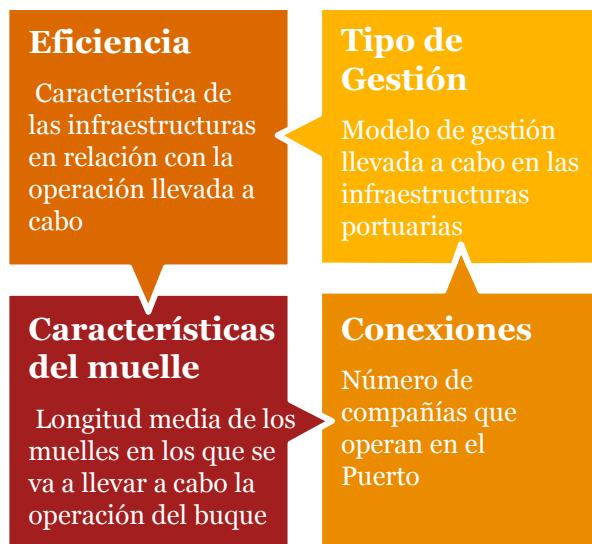 Eficiencia
Característica de
las infraestructuras
en relación con la
operación llevada a
cabo
Tipo de
Gestión
Modelo de gestión
llevada a cabo en las
infraestructuras
portuarias
Características
del muelle
Longitud media de los
muelles en los que se
va a llevar a cabo la
operación del buque
Conexiones
Número de
compañías que
operan en el
Puerto